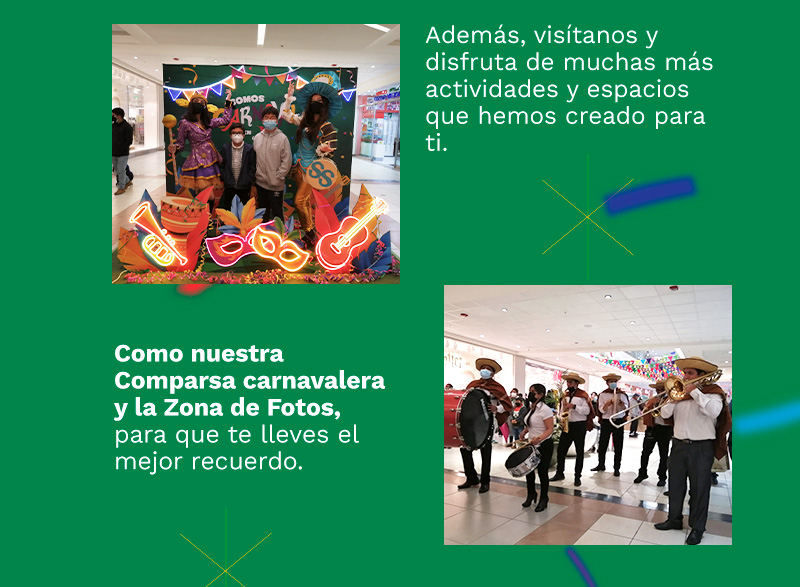 Además, visítanos y
disfruta de muchas más
actividades y espacios
que hemos creado para
ti.
Como nuestra
Comparsa carnavalera
y la Zona de Fotos,
para que te lleves el
mejor recuerdo.